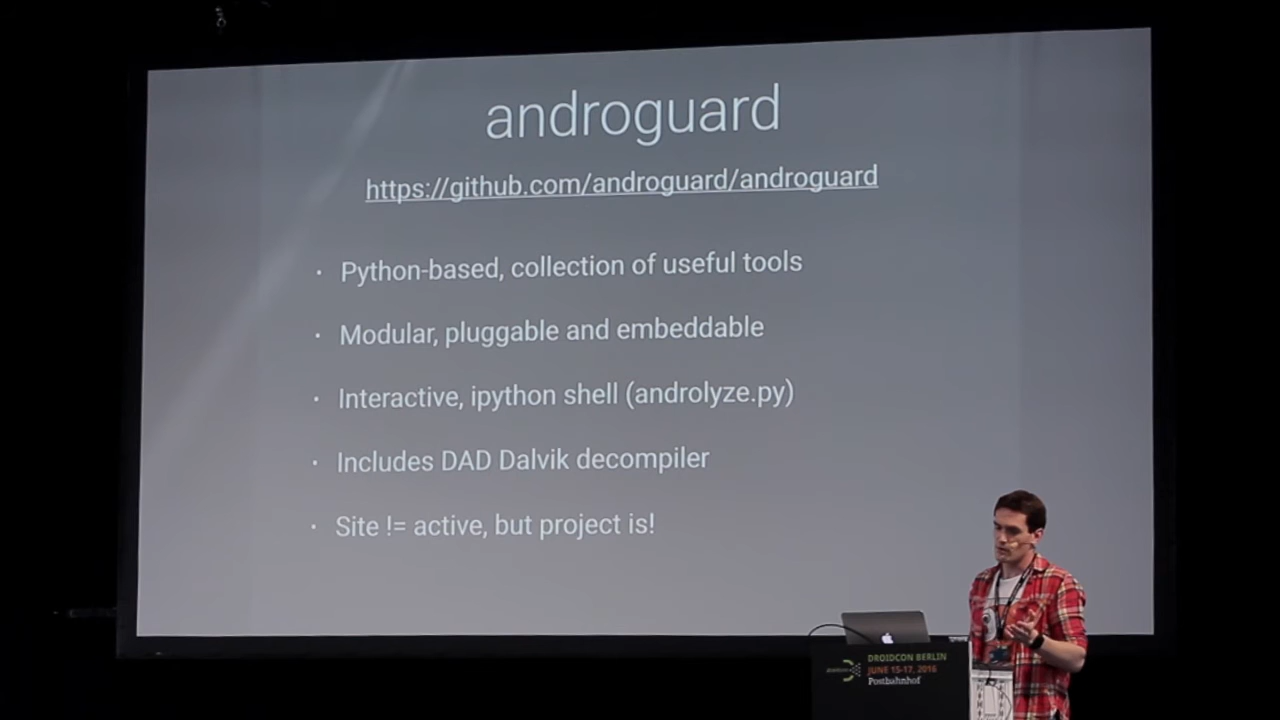 androguard
https://github.com/androguard/androguard
· Python-based, collection of useful tools
· Modular, pluggable and embeddable
· Interactive, ipython shell (androlyze.py)
· Includes DAD Dalvik decompiler
· Site != active, but project is!
DROIDCON BERLIN
JUNE 15-17, 2016
Postbahnhof